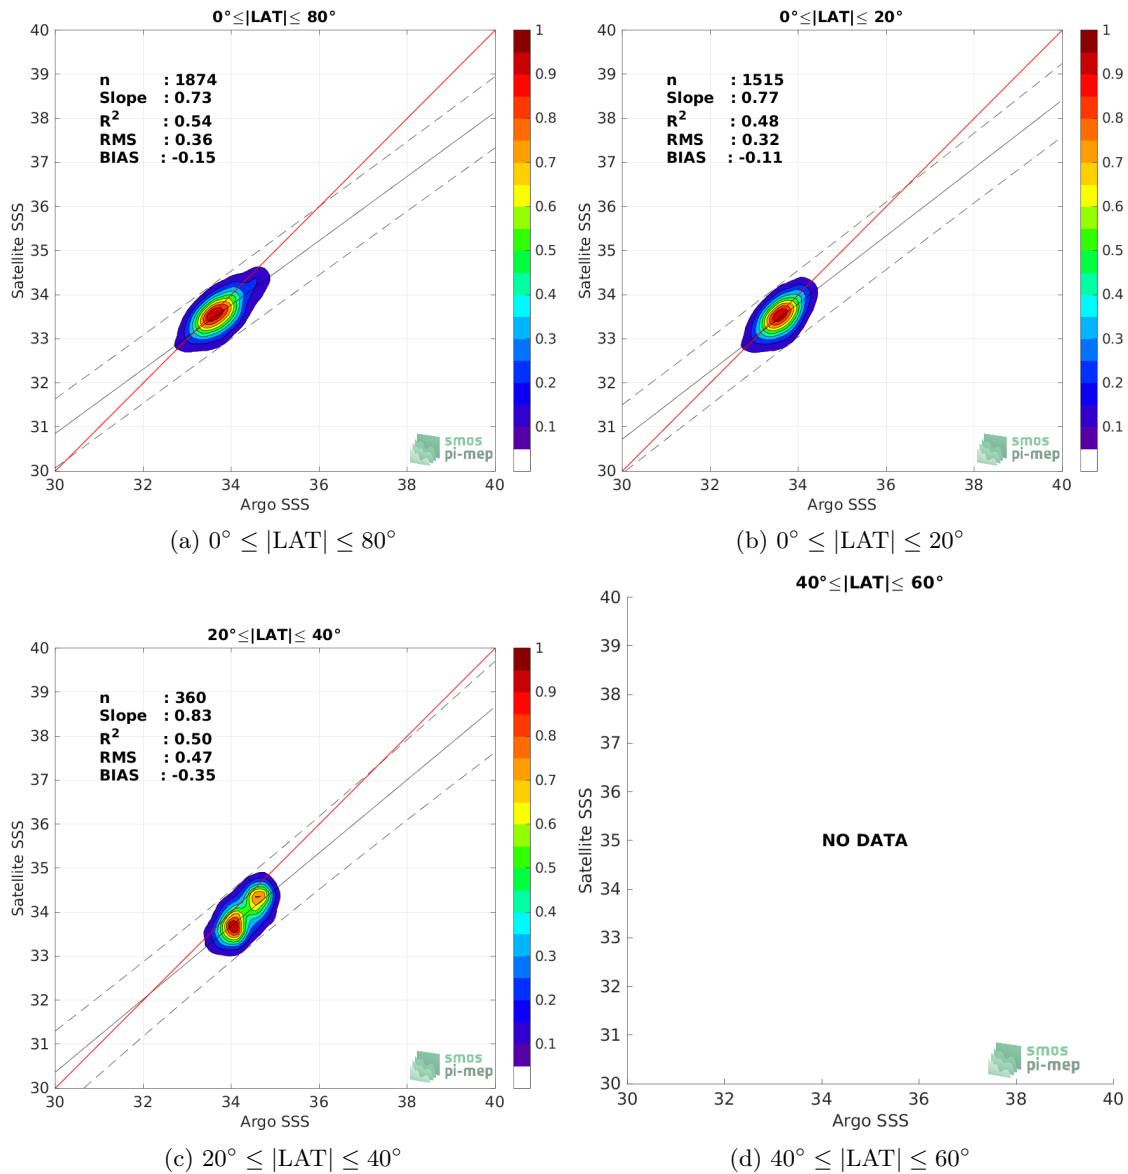 0°≤|LAT|≤ 80°
40
39
38
37
36
35
34
33
32
31
30
Satellite SSS
n : 1874
Slope : 0.73
R² : 0.54
RMS : 0.36
BIAS : -0.15
smos
pi-mep
30 32 34 36 38 40
Argo SSS
1
0.9
0.8
0.7
0.6
0.5
0.4
0.3
0.2
0.1
(a) 0° ≤ |LAT| ≤ 80°
0°≤|LAT|≤ 20°
40
39
38
37
36
35
34
33
32
31
30
Satellite SSS
n : 1515
Slope : 0.77
R² : 0.48
RMS : 0.32
BIAS : -0.11
smos
pi-mep
30 32 34 36 38 40
Argo SSS
1
0.9
0.8
0.7
0.6
0.5
0.4
0.3
0.2
0.1
(b) 0° ≤ |LAT| ≤ 20°
20°≤|LAT|≤ 40°
40
39
38
37
36
35
34
33
32
31
30
Satellite SSS
n : 360
Slope : 0.83
R² : 0.50
RMS : 0.47
BIAS : -0.35
smos
pi-mep
30 32 34 36 38 40
Argo SSS
1
0.9
0.8
0.7
0.6
0.5
0.4
0.3
0.2
0.1
(c) 20° ≤ |LAT| ≤ 40°
40°≤|LAT|≤ 60°
40
39
38
37
36
35
34
33
32
31
30
Satellite SSS
NO DATA
smos
pi-mep
30 32 34 36 38 40
Argo SSS
(d) 40° ≤ |LAT| ≤ 60°